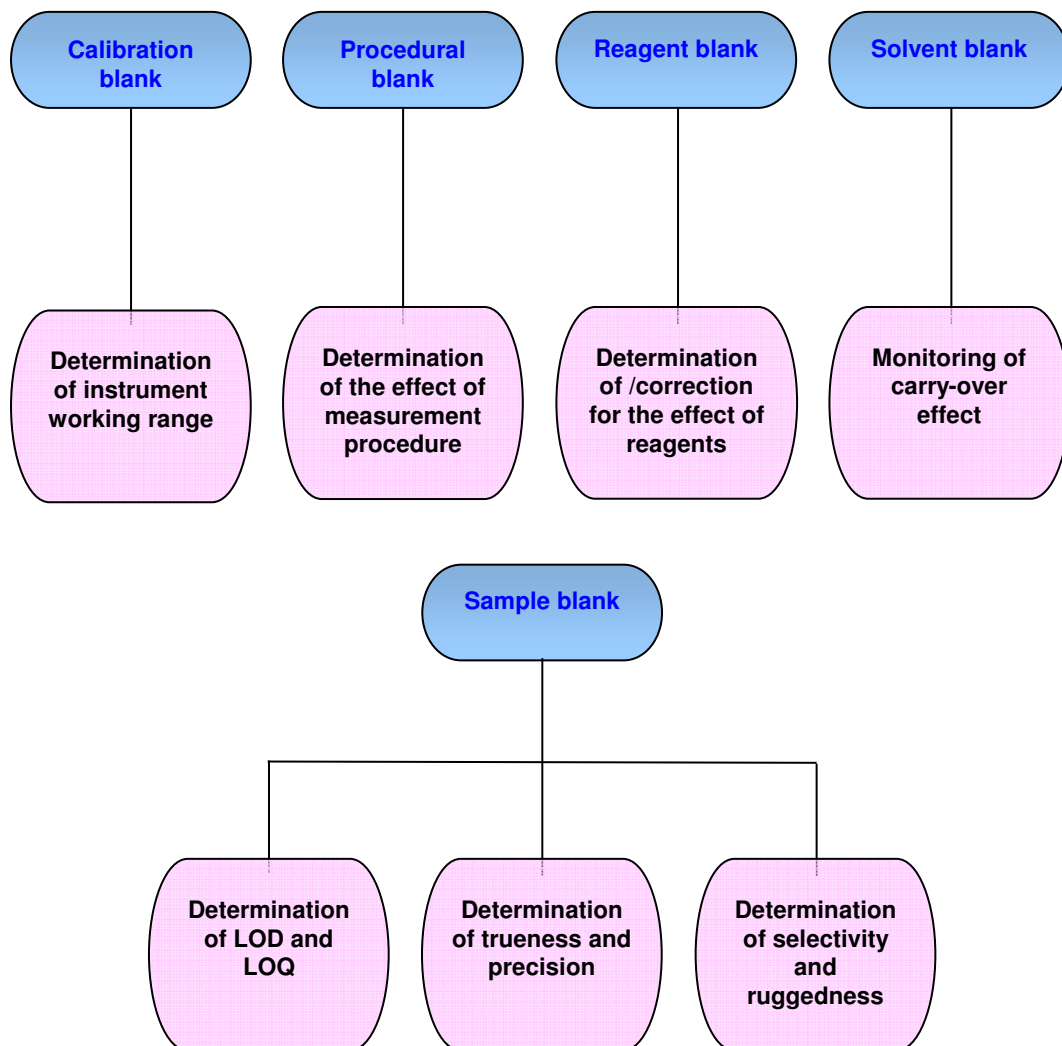 Calibration
blank
Procedural
blank
Reagent blank
Solvent blank
Determination
of instrument
working range
Determination
of the effect of
measurement
procedure
Determination
of /correction
for the effect of
reagents
Monitoring of
carry-over
effect
Sample blank
Determination
of LOD and
LOQ
Determination
of trueness and
precision
Determination
of selectivity
and
ruggedness